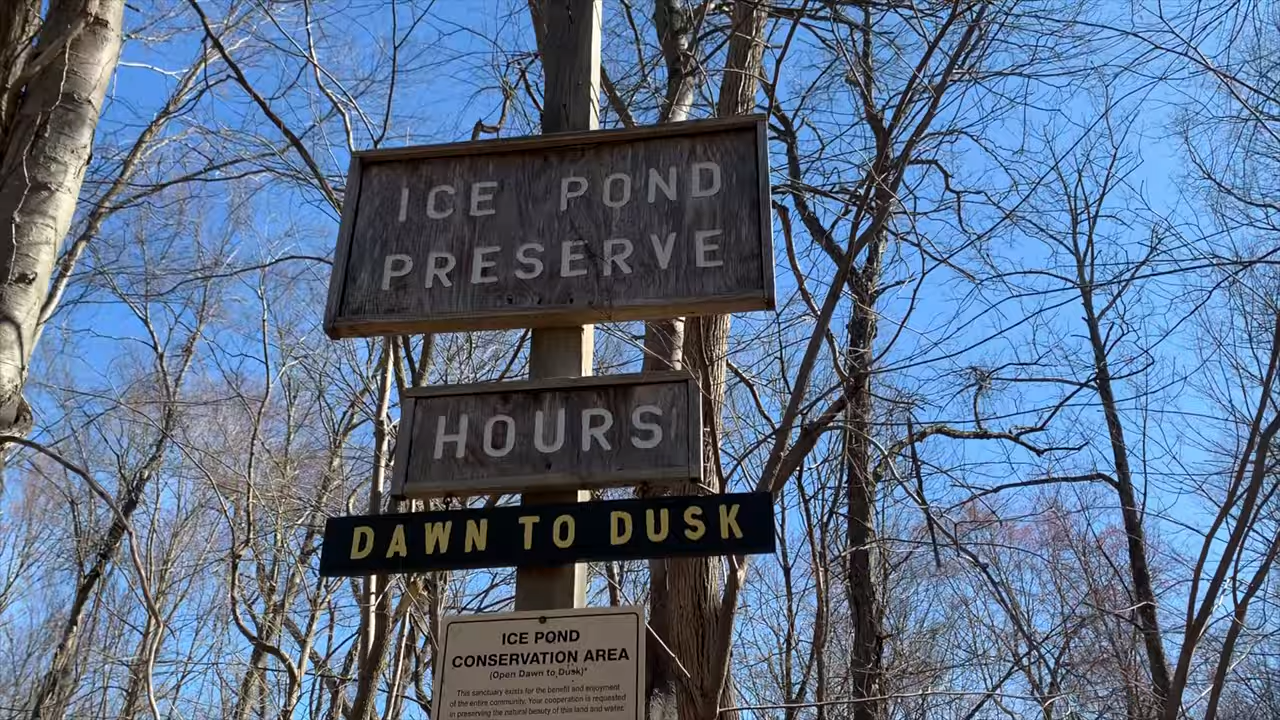 ICE POND
PRESERVE
HOURS
DAWN TO DUSK
ICE POND
CONSERVATION AREA
(Open Dawn to Dusk)*
This sanctuary exists for the benefit and enjoyment
of the entire community. Your cooperation is requested
in preserving the natural beauty of this land and water.